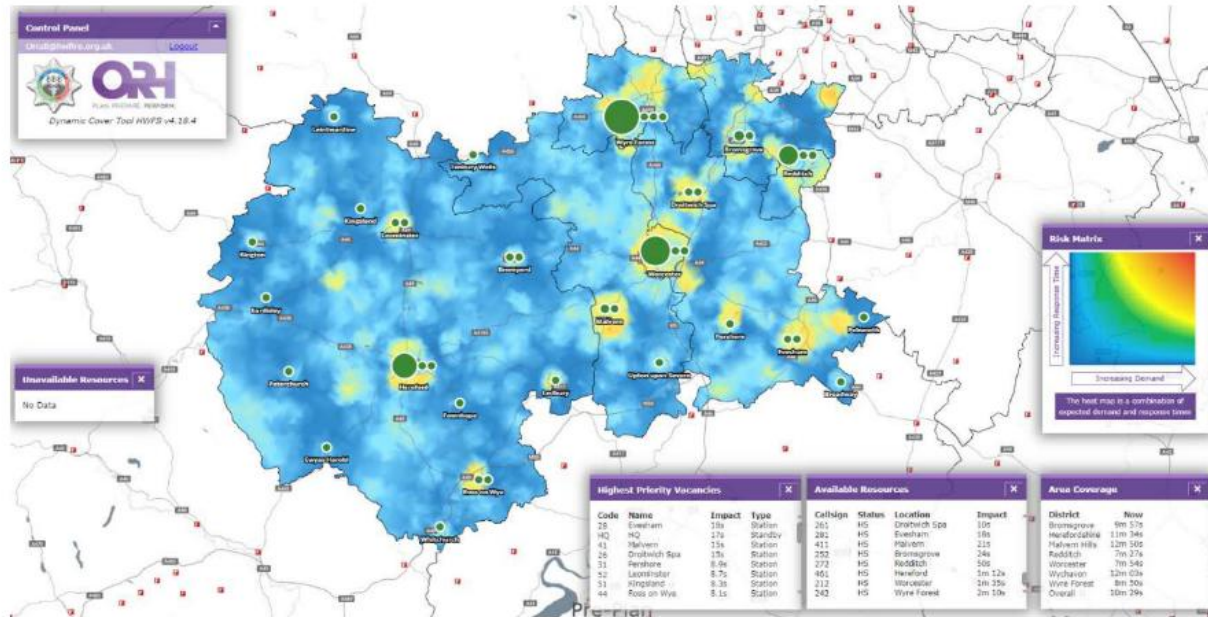 Control Panel
Logout
ORH
PLAN. PREPARE. PERFORM.
Dynamic Cover Tool HWFS v4.18.4
Leintwardine
Tenbury Wells
Wyre Forest
Bromsgrove
Redditch
Droitwich Spa
Kingsland
Leominster
Kington
Bromyard
Worcester
Eardisley
Malvern
Pershore
Evesham
Pebworth
Peterchurch
Hereford
Upton upon Severn
Broadway
Ledbury
Fownhope
Ewyas Harold
Ross on Wye
Whitchurch
Risk Matrix
Increasing Response Time
Increasing Demand
The heat map is a combination of
expected demand and response times
Unavailable Resources
No Data
Highest Priority Vacancies
Code Name Impact Type
28 Evesham 18s Station
HQ HQ 17s Standby
41 Malvern 15s Station
26 Droitwich Spa 15s Station
31 Pershore 8.9s Station
52 Leominster 8.7s Station
51 Kingsland 8.3s Station
44 Ross on Wye 8.1s Station
Available Resources
Callsign Status Location Impact
261 HS Droitwich Spa 10s
281 HS Evesham 18s
411 HS Malvern 21s
252 HS Bromsgrove 24s
272 HS Redditch 50s
461 HS Hereford 1m 12s
212 HS Worcester 1m 35s
242 HS Wyre Forest 2m 10s
Area Coverage
District Now
Bromsgrove 9m 57s
Herefordshire 11m 34s
Malvern Hills 12m 50s
Redditch 7m 27s
Worcester 7m 54s
Wychavon 12m 03s
Wyre Forest 8m 50s
Overall 10m 29s
Pre-Plan